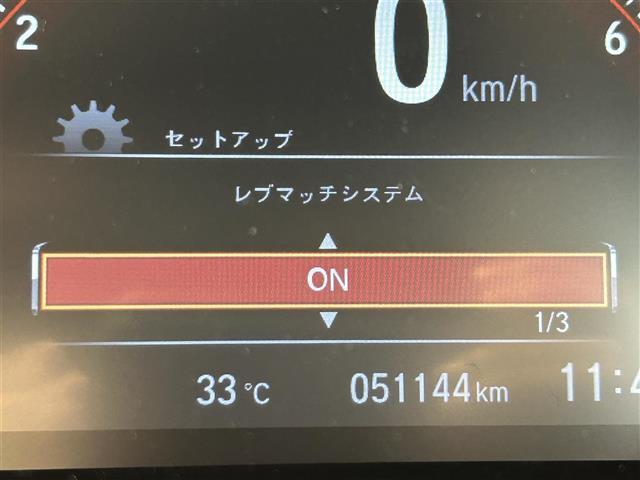 2
0 km/h
6
セットアップ
レブマッチシステム
▲
ON
▼
1/3
33°C
051144km
11:4